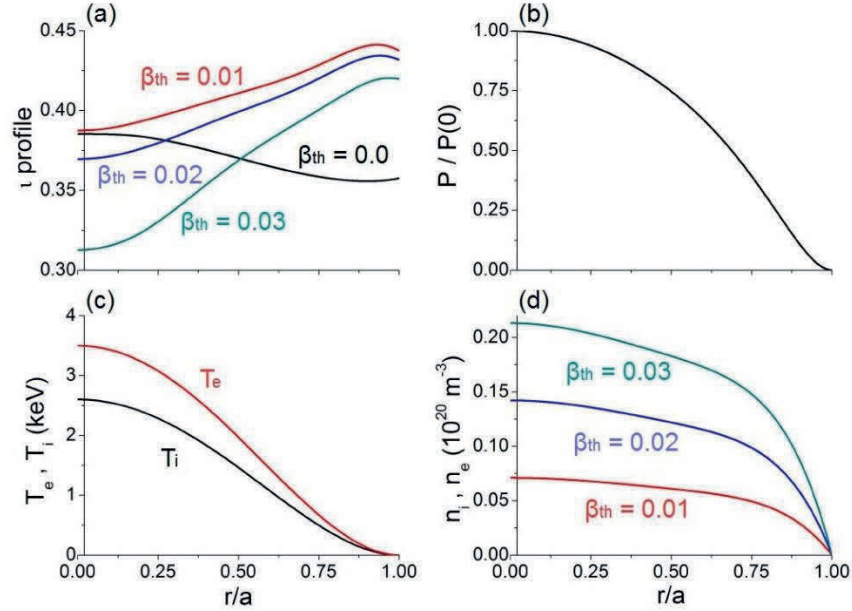 (a)
0.45
0.40
0.35
0.30
ι profile
βth = 0.01
βth = 0.0
βth = 0.02
βth = 0.03
(b)
1.00
0.75
0.50
0.25
0.00
P / P(0)
(c)
4
3
2
1
0
Te , Ti (keV)
Te
Ti
0.00 0.25 0.50 0.75 1.00
r/a
(d)
0.20
0.15
0.10
0.05
0.00
ni , ne (10^20 m^-3)
βth = 0.03
βth = 0.02
βth = 0.01
0.00 0.25 0.50 0.75 1.00
r/a